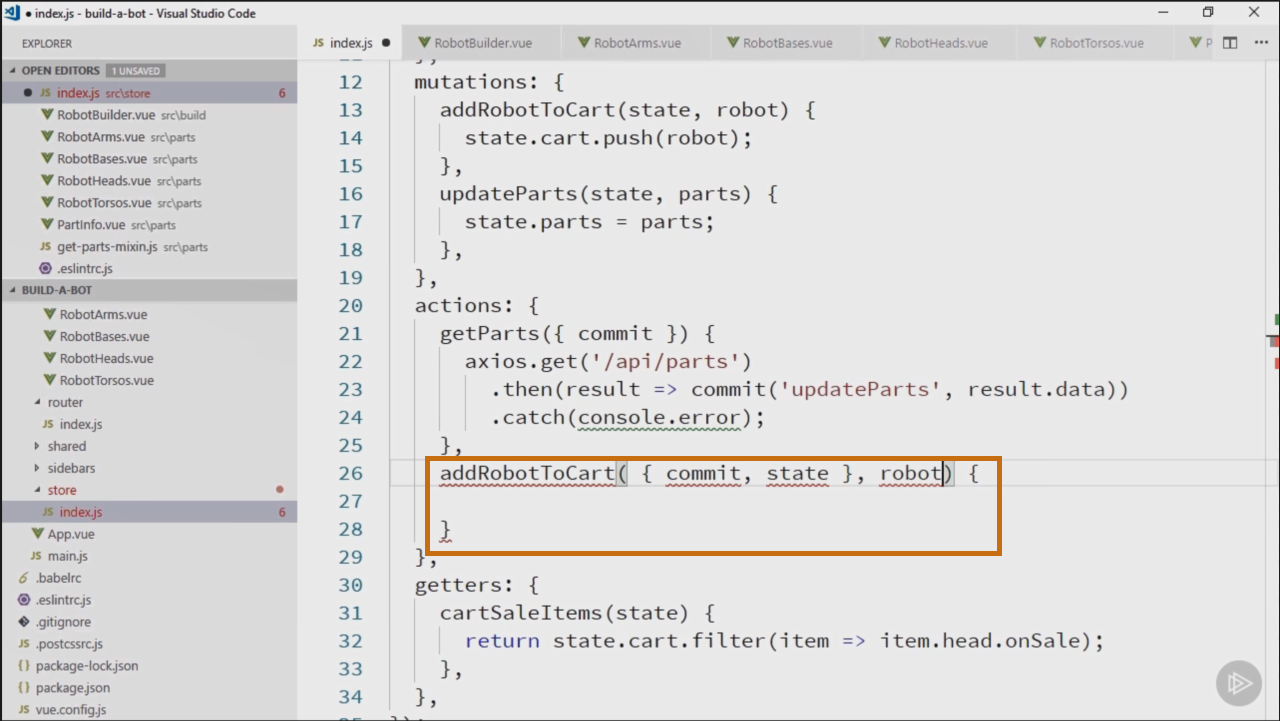 index.js - build-a-bot - Visual Studio Code
EXPLORER
OPEN EDITORS 1 UNSAVED
JS index.js src\store 6
RobotBuilder.vue src\build
RobotArms.vue src\parts
RobotBases.vue src\parts
RobotHeads.vue src\parts
RobotTorsos.vue src\parts
PartInfo.vue src\parts
JS get-parts-mixin.js src\parts
.eslintrc.js
BUILD-A-BOT
RobotArms.vue
RobotBases.vue
RobotHeads.vue
RobotTorsos.vue
router
JS index.js
shared
sidebars
store
JS index.js 6
App.vue
JS main.js
.babelrc
.eslintrc.js
.gitignore
JS .postcssrc.js
{} package-lock.json
{} package.json
JS vue.config.js
JS index.js RobotBuilder.vue RobotArms.vue RobotBases.vue RobotHeads.vue RobotTorsos.vue P
12 mutations: {
13 addRobotToCart(state, robot) {
14 state.cart.push(robot);
15 },
16 updateParts(state, parts) {
17 state.parts = parts;
18 },
19 },
20 actions: {
21 getParts({ commit }) {
22 axios.get('/api/parts')
23 .then(result => commit('updateParts', result.data))
24 .catch(console.error);
25 },
26 addRobotToCart( { commit, state }, robot) {
27
28 }
29 },
30 getters: {
31 cartSaleItems(state) {
32 return state.cart.filter(item => item.head.onSale);
33 },
34 },